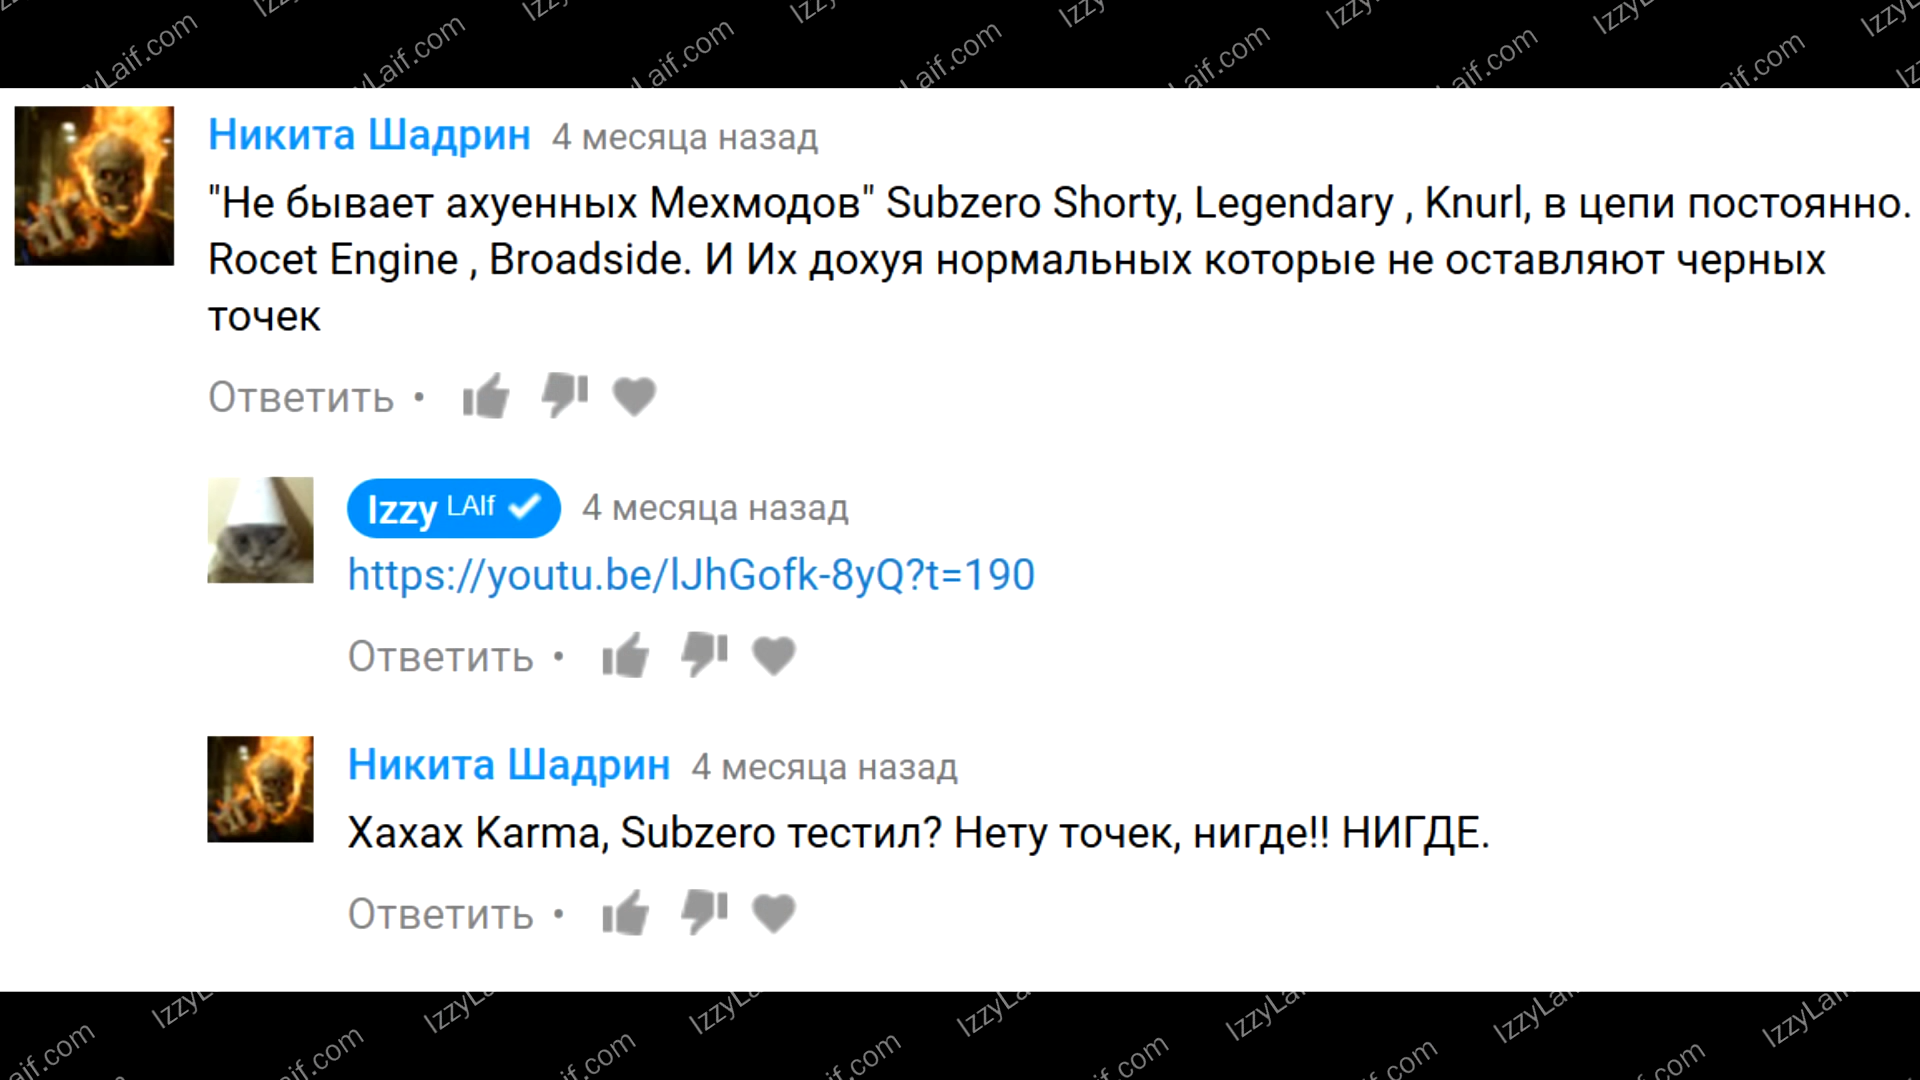 IzzyLaif.com
Никита Шадрин 4 месяца назад
"Не бывает ахуенных Мехмодов" Subzero Shorty, Legendary , Knurl, в цепи постоянно.
Rocet Engine , Broadside. И Их дохуя нормальных которые не оставляют черных
точек
Ответить •
Izzy LAIf 4 месяца назад
https://youtu.be/lJhGofk-8yQ?t=190
Ответить •
Никита Шадрин 4 месяца назад
Хахах Karma, Subzero тестил? Нету точек, нигде!! НИГДЕ.
Ответить •